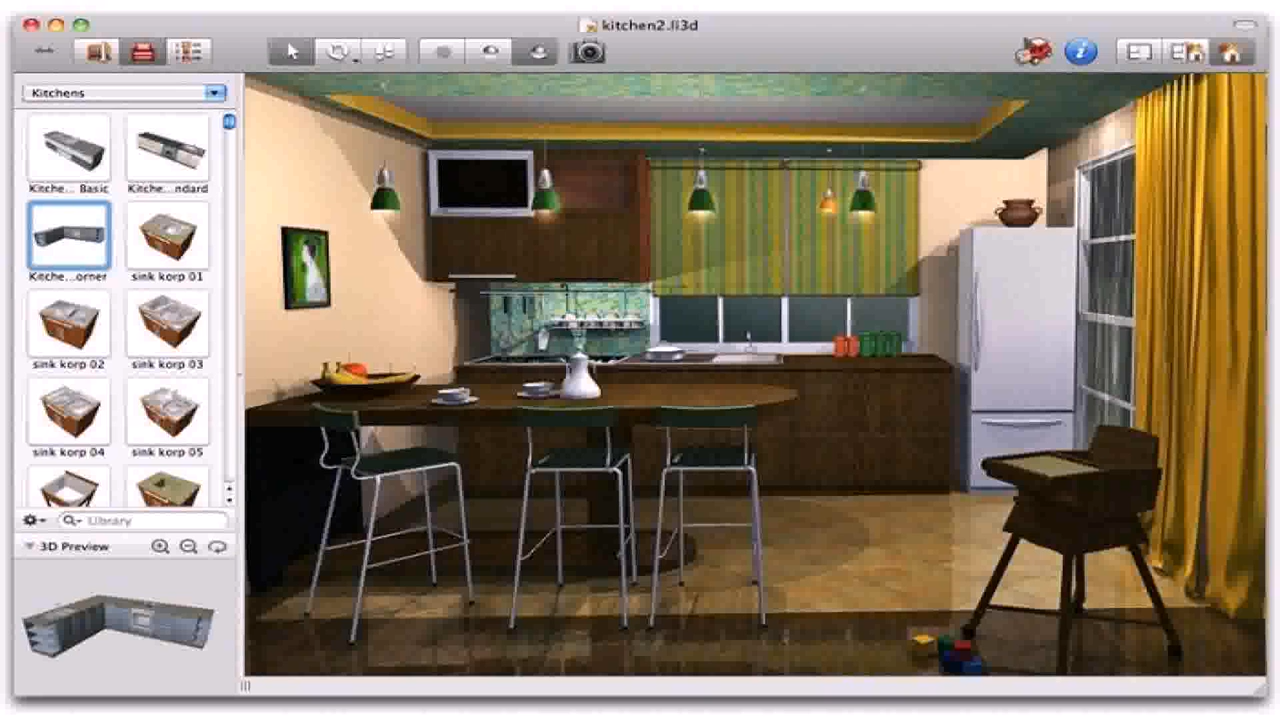 kitchen2.li3d
Kitchens
Kitche... Basic
Kitche...ndard
Kitche...orner
sink korp 01
sink korp 02
sink korp 03
sink korp 04
sink korp 05
Library
3D Preview